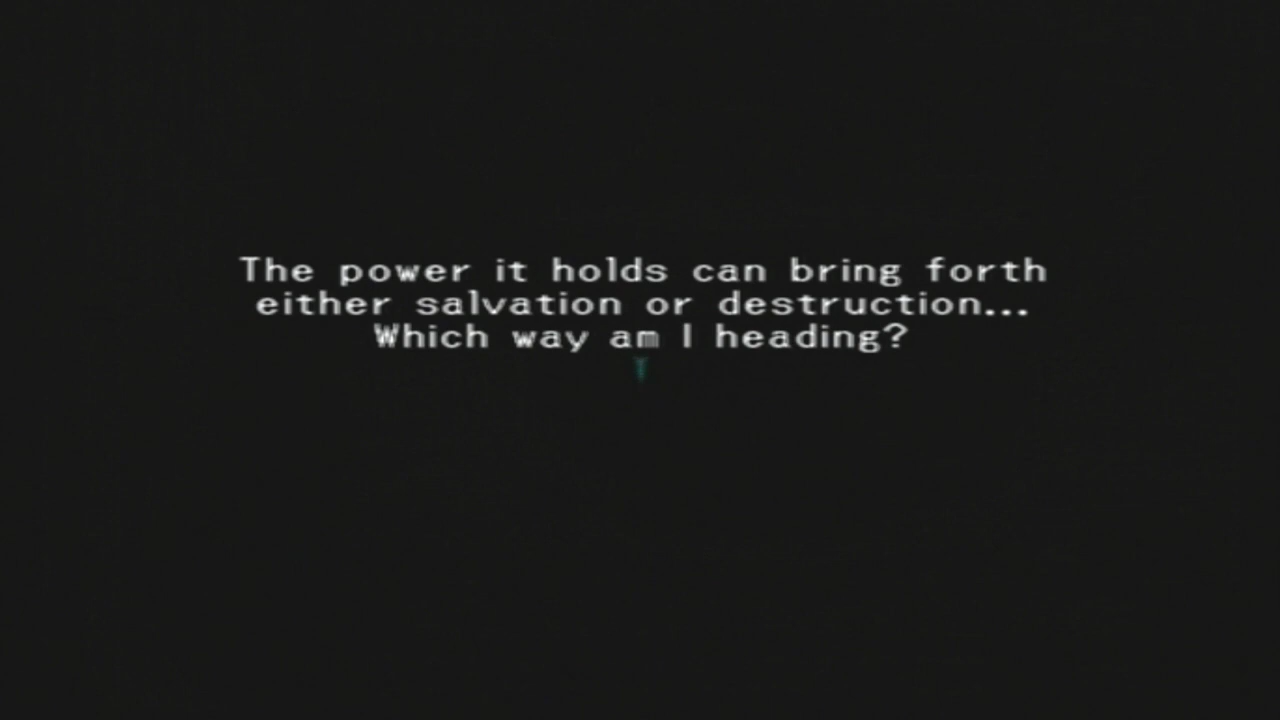 The power it holds can bring forth
either salvation or destruction...
Which way am I heading?